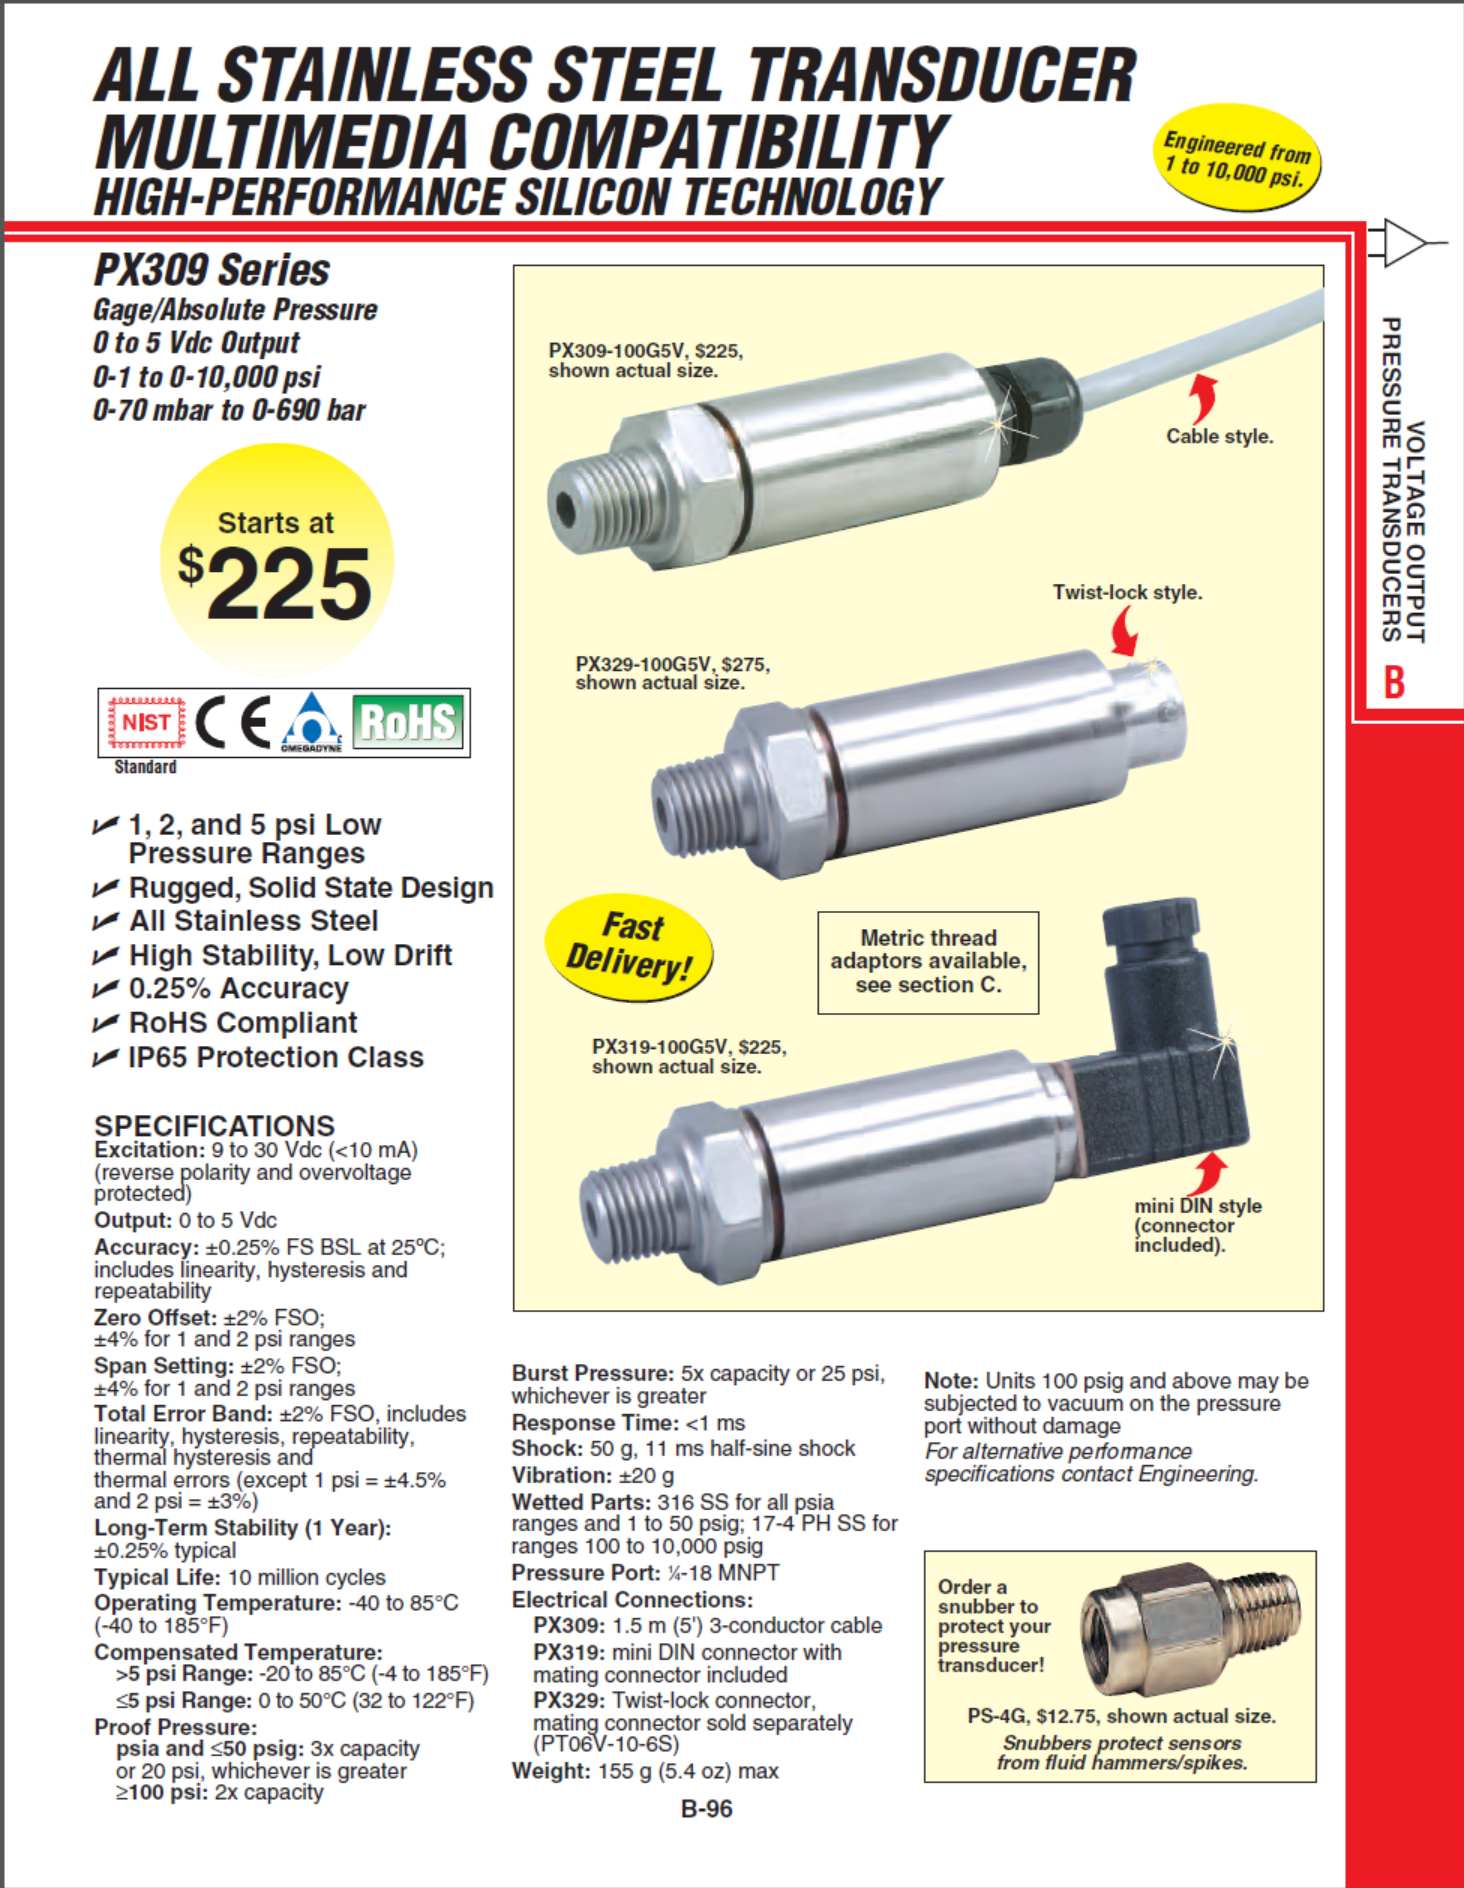 ALL STAINLESS STEEL TRANSDUCER
MULTIMEDIA COMPATIBILITY
HIGH-PERFORMANCE SILICON TECHNOLOGY
Engineered from
1 to 10,000 psi.
PX309 Series
Gage/Absolute Pressure
0 to 5 Vdc Output
0-1 to 0-10,000 psi
0-70 mbar to 0-690 bar
Starts at
$225
NIST
CE
OMEGADYNE
RoHS
Standard
1, 2, and 5 psi Low
Pressure Ranges
Rugged, Solid State Design
All Stainless Steel
High Stability, Low Drift
0.25% Accuracy
RoHS Compliant
IP65 Protection Class
SPECIFICATIONS
Excitation: 9 to 30 Vdc (<10 mA)
(reverse polarity and overvoltage
protected)
Output: 0 to 5 Vdc
Accuracy: ±0.25% FS BSL at 25ºC;
includes linearity, hysteresis and
repeatability
Zero Offset: ±2% FSO;
±4% for 1 and 2 psi ranges
Span Setting: ±2% FSO;
±4% for 1 and 2 psi ranges
Total Error Band: ±2% FSO, includes
linearity, hysteresis, repeatability,
thermal hysteresis and
thermal errors (except 1 psi = ±4.5%
and 2 psi = ±3%)
Long-Term Stability (1 Year):
±0.25% typical
Typical Life: 10 million cycles
Operating Temperature: -40 to 85°C
(-40 to 185°F)
Compensated Temperature:
>5 psi Range: -20 to 85°C (-4 to 185°F)
≤5 psi Range: 0 to 50°C (32 to 122°F)
Proof Pressure:
psia and ≤50 psig: 3x capacity
or 20 psi, whichever is greater
≥100 psi: 2x capacity
PX309-100G5V, $225,
shown actual size.
Cable style.
Twist-lock style.
PX329-100G5V, $275,
shown actual size.
Fast
Delivery!
Metric thread
adaptors available,
see section C.
PX319-100G5V, $225,
shown actual size.
mini DIN style
(connector
included).
Burst Pressure: 5x capacity or 25 psi,
whichever is greater
Response Time: <1 ms
Shock: 50 g, 11 ms half-sine shock
Vibration: ±20 g
Wetted Parts: 316 SS for all psia
ranges and 1 to 50 psig; 17-4 PH SS for
ranges 100 to 10,000 psig
Pressure Port: ¼-18 MNPT
Electrical Connections:
PX309: 1.5 m (5') 3-conductor cable
PX319: mini DIN connector with
mating connector included
PX329: Twist-lock connector,
mating connector sold separately
(PT06V-10-6S)
Weight: 155 g (5.4 oz) max
Note: Units 100 psig and above may be
subjected to vacuum on the pressure
port without damage
For alternative performance
specifications contact Engineering.
Order a
snubber to
protect your
pressure
transducer!
PS-4G, $12.75, shown actual size.
Snubbers protect sensors
from fluid hammers/spikes.
B-96
VOLTAGE OUTPUT
PRESSURE TRANSDUCERS
B